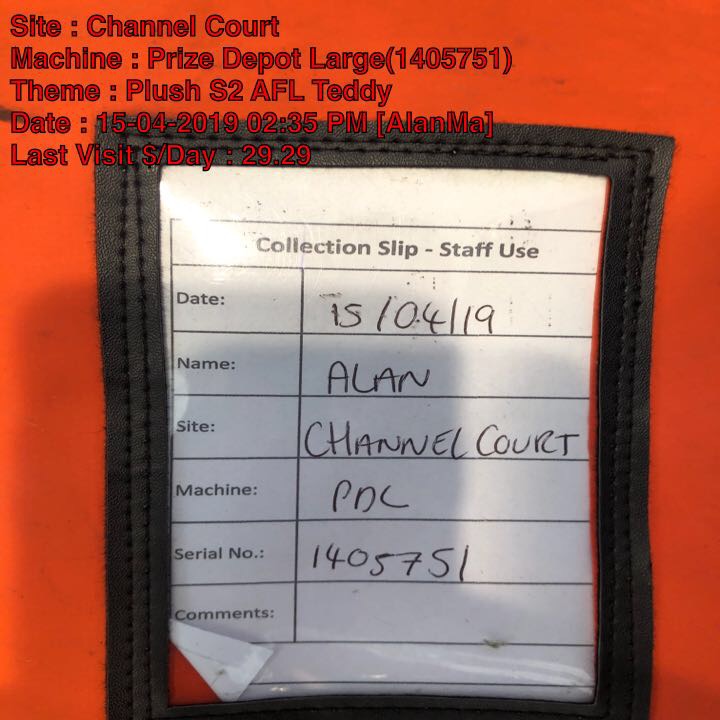 Site : Channel Court
Machine : Prize Depot Large(1405751)
Theme : Plush S2 AFL Teddy
Date : 15-04-2019 02:35 PM [AlanMa]
Last Visit $/Day : 29.29
Collection Slip - Staff Use
Date: 15/04/19
Name: ALAN
Site: CHANNEL COURT
Machine: PDL
Serial No.: 1405751
Comments: